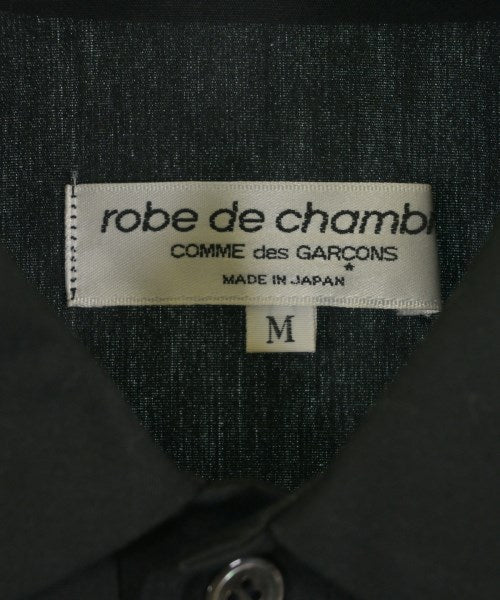 robe de chamb
COMME des GARÇONS
MADE IN JAPAN
M